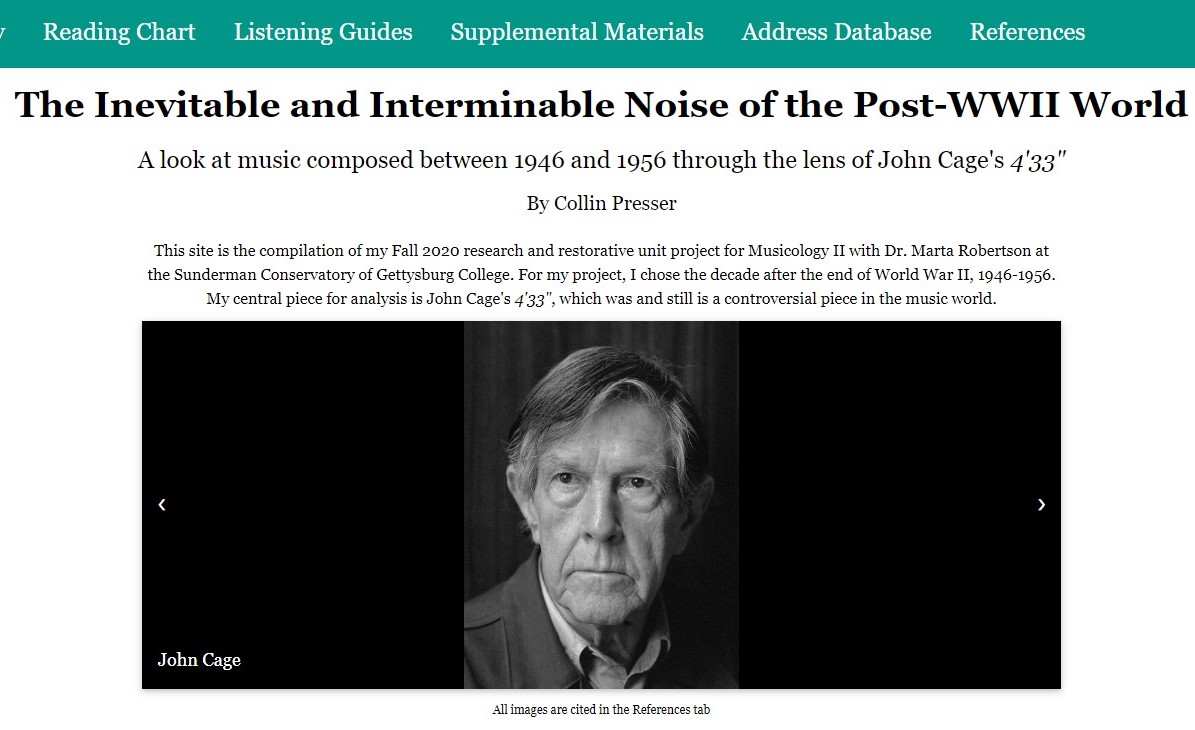 Reading Chart Listening Guides Supplemental Materials Address Database References
The Inevitable and Interminable Noise of the Post-WWII World
A look at music composed between 1946 and 1956 through the lens of John Cage's 4'33"
By Collin Presser
This site is the compilation of my Fall 2020 research and restorative unit project for Musicology II with Dr. Marta Robertson at
the Sunderman Conservatory of Gettysburg College. For my project, I chose the decade after the end of World War II, 1946-1956.
My central piece for analysis is John Cage's 4'33", which was and still is a controversial piece in the music world.
John Cage
All images are cited in the References tab